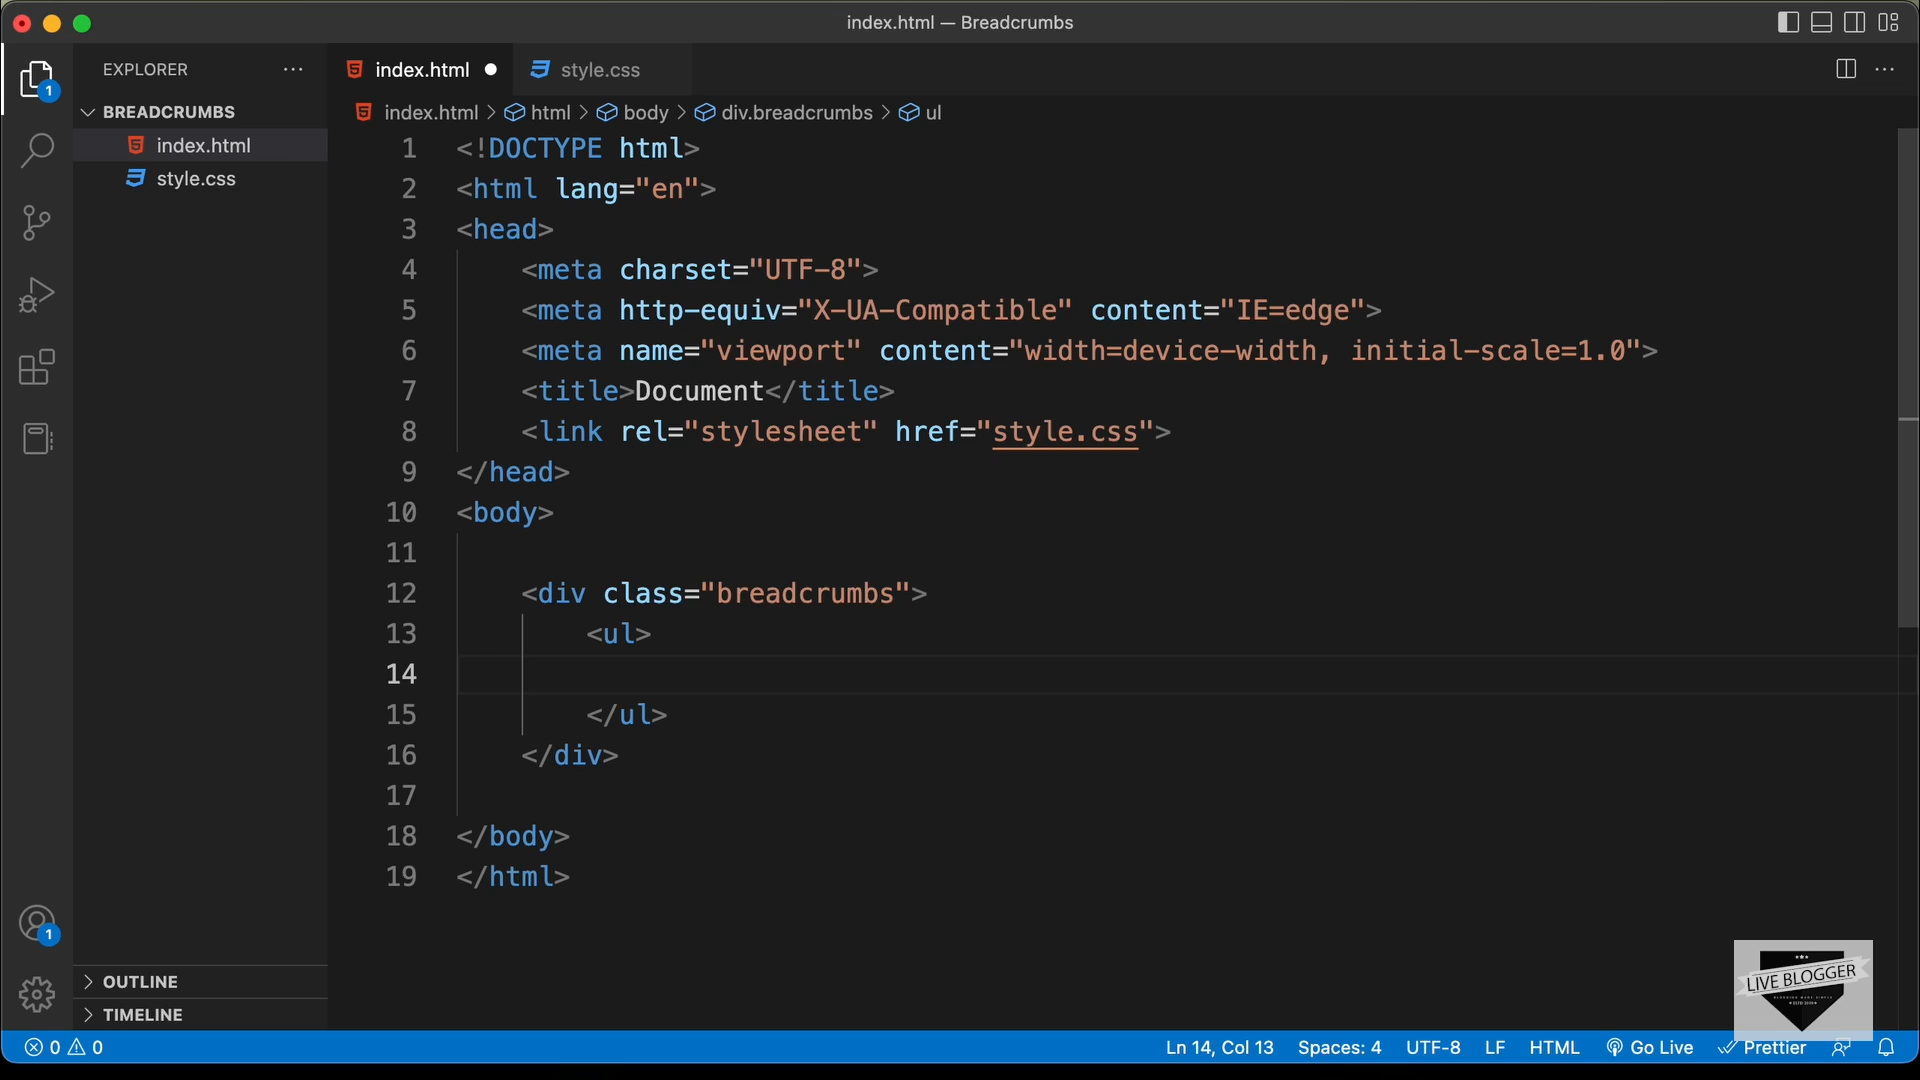 index.html — Breadcrumbs
EXPLORER
index.html
style.css
1
BREADCRUMBS
index.html > html > body > div.breadcrumbs > ul
index.html
style.css
1 <!DOCTYPE html>
2 <html lang="en">
3 <head>
4 <meta charset="UTF-8">
5 <meta http-equiv="X-UA-Compatible" content="IE=edge">
6 <meta name="viewport" content="width=device-width, initial-scale=1.0">
7 <title>Document</title>
8 <link rel="stylesheet" href="style.css">
9 </head>
10 <body>
11
12 <div class="breadcrumbs">
13 <ul>
14
15 </ul>
16 </div>
17
18 </body>
19 </html>
1
OUTLINE
TIMELINE
LIVE BLOGGER
0 0
Ln 14, Col 13 Spaces: 4 UTF-8 LF HTML Go Live Prettier